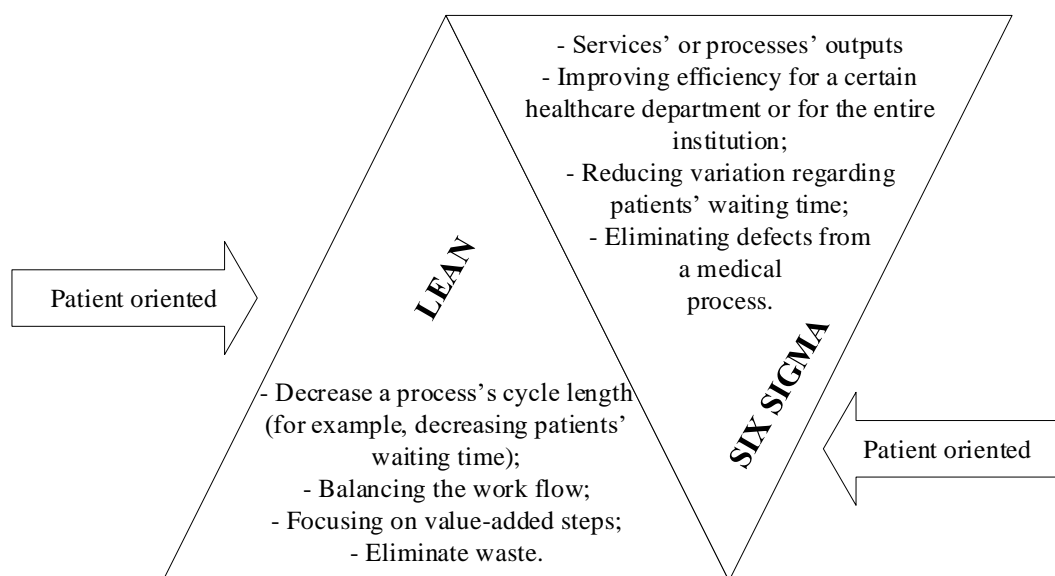 - Services’ or processes’ outputs
- Improving efficiency for a certain
healthcare department or for the entire
institution;
- Reducing variation regarding
patients’ waiting time;
- Eliminating defects from
a medical
process.
LEAN
Patient oriented
SIX SIGMA
- Decrease a process’s cycle length
(for example, decreasing patients’
waiting time);
- Balancing the work flow;
- Focusing on value-added steps;
- Eliminate waste.
Patient oriented